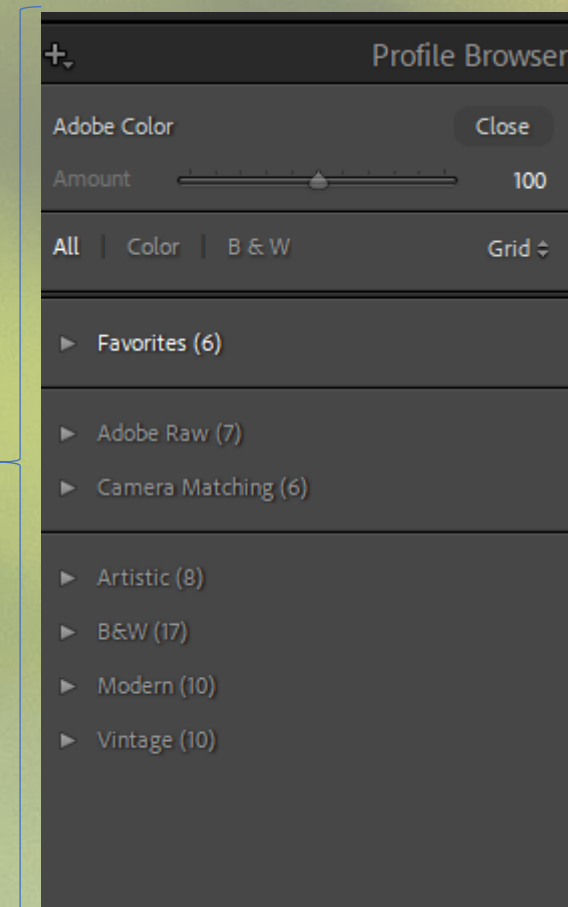 Profile Browser
Adobe Color Close
Amount 100
All | Color | B & W Grid
Favorites (6)
Adobe Raw (7)
Camera Matching (6)
Artistic (8)
B&W (17)
Modern (10)
Vintage (10)